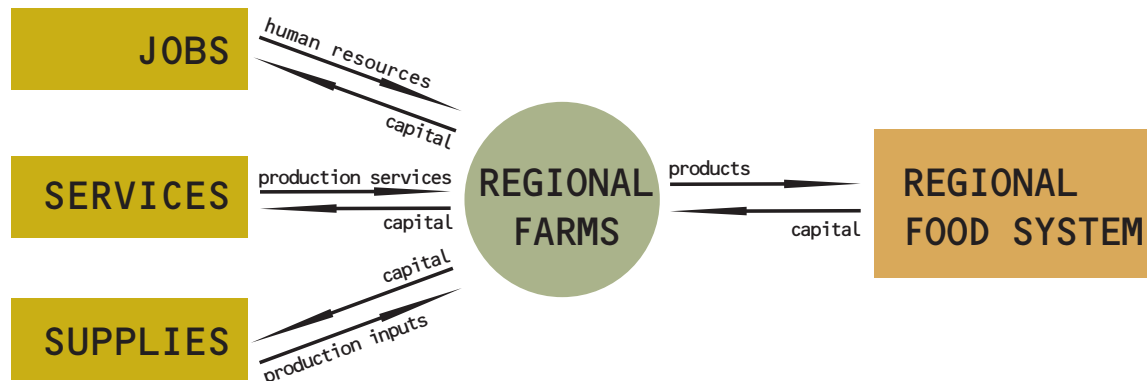 JOBS
human resources
capital
SERVICES
production services
capital
SUPPLIES
capital
production inputs
REGIONAL
FARMS
products
capital
REGIONAL
FOOD SYSTEM